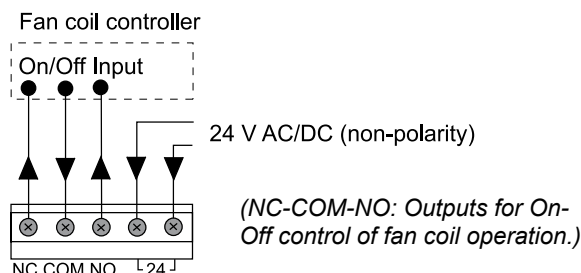 Fan coil controller
On/Off Input
24 V AC/DC (non-polarity)
(NC-COM-NO: Outputs for On-
Off control of fan coil operation.)
NC COM NO 24